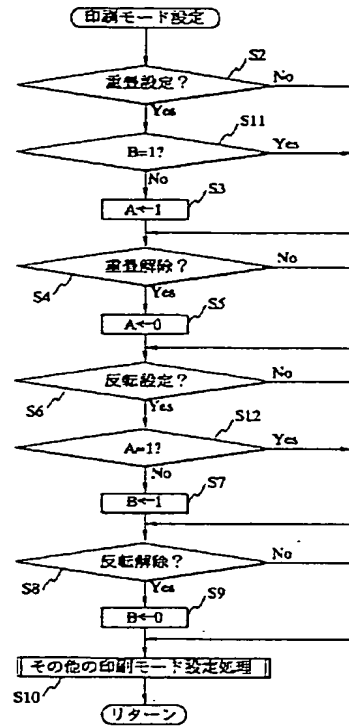 印刷モード設定
S2
重畳設定？
No
Yes
S11
B=1?
Yes
No
S3
A←1
重畳解除？
No
S4
Yes
S5
A←0
反転設定？
No
S6
Yes
S12
A=1?
Yes
No
S7
B←1
反転解除？
No
S8
Yes
S9
B←0
その他の印刷モード設定処理
S10
リターン